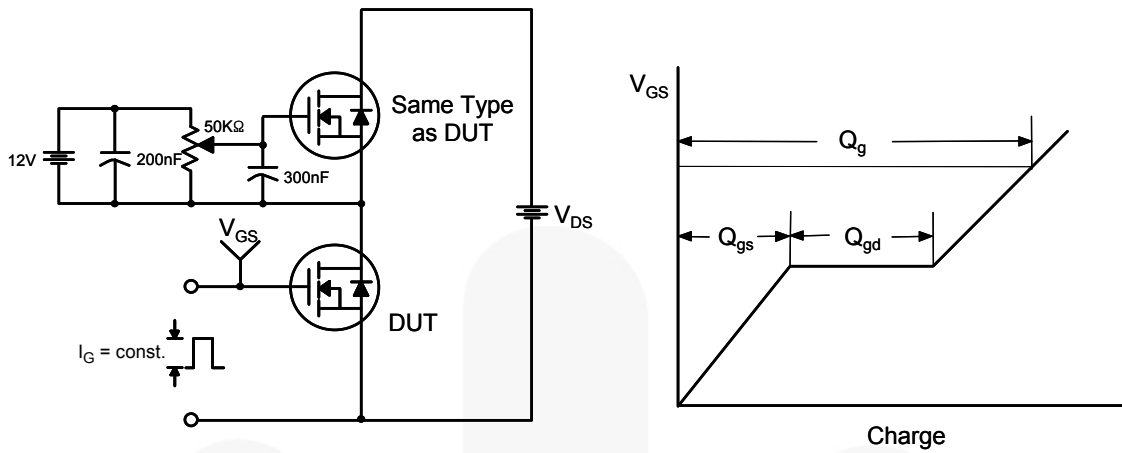 12V
200nF
50KΩ
300nF
Same Type
as DUT
V_GS
DUT
I_G = const.
V_DS
V_GS
Q_g
Q_gs
Q_gd
Charge